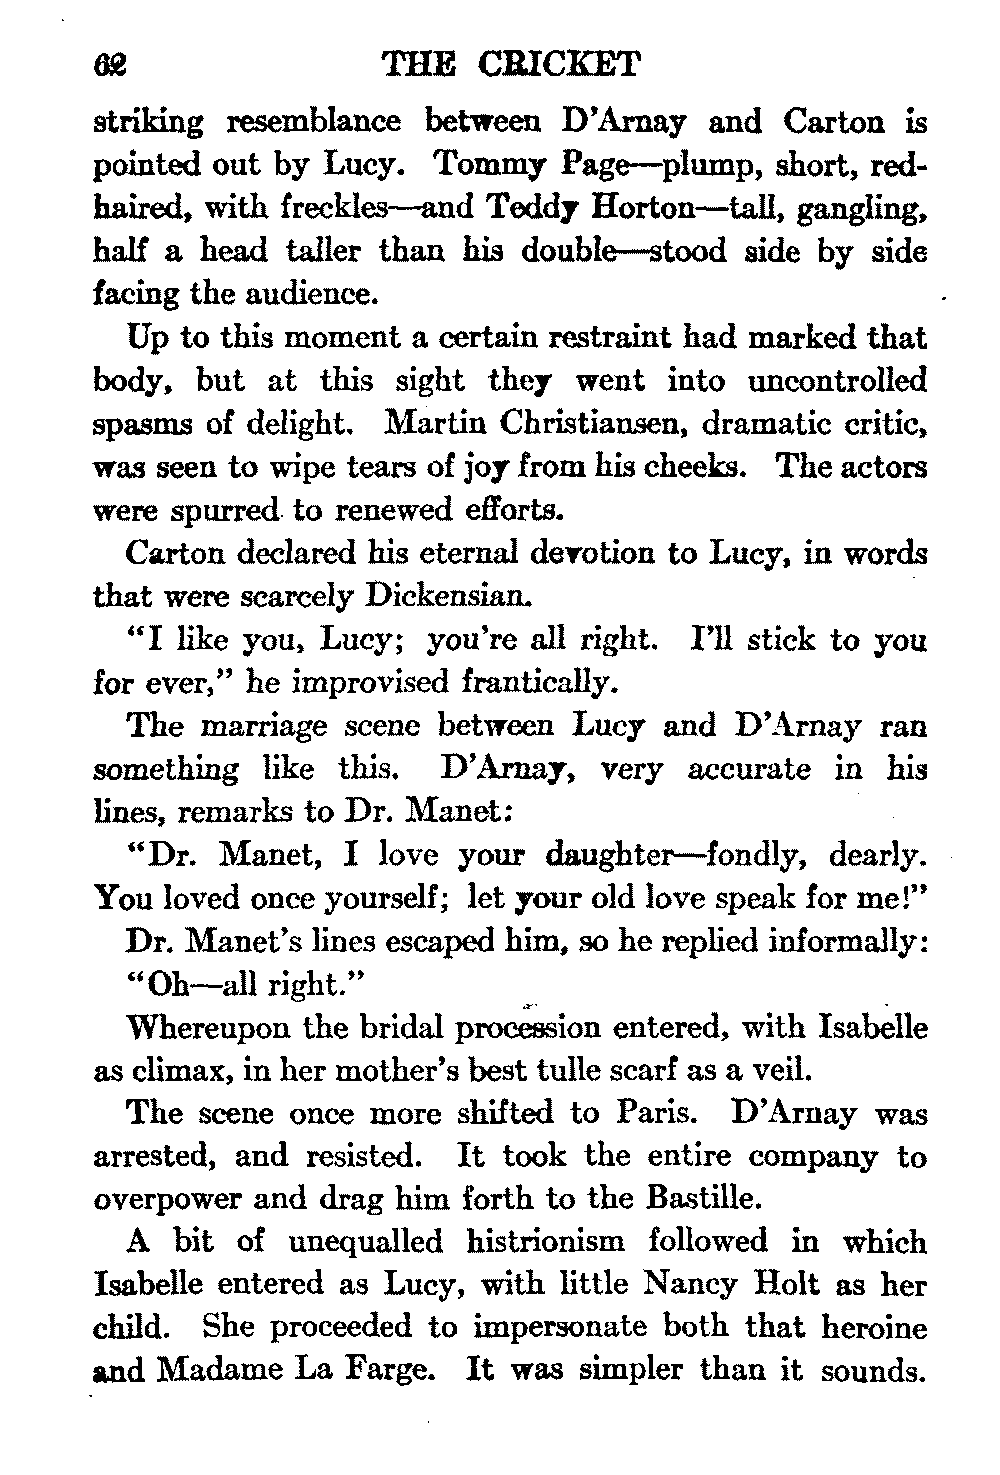 62 THE CRICKET
striking resemblance between D'Arnay and Carton is
pointed out by Lucy. Tommy Page—plump, short, red-
haired, with freckles—and Teddy Horton—tall, gangling,
half a head taller than his double—stood side by side
facing the audience.
Up to this moment a certain restraint had marked that
body, but at this sight they went into uncontrolled
spasms of delight. Martin Christiansen, dramatic critic,
was seen to wipe tears of joy from his cheeks. The actors
were spurred to renewed efforts.
Carton declared his eternal devotion to Lucy, in words
that were scarcely Dickensian.
"I like you, Lucy; you're all right. I'll stick to you
for ever," he improvised frantically.
The marriage scene between Lucy and D'Arnay ran
something like this. D'Arnay, very accurate in his
lines, remarks to Dr. Manet:
"Dr. Manet, I love your daughter—fondly, dearly.
You loved once yourself; let your old love speak for me!"
Dr. Manet's lines escaped him, so he replied informally:
"Oh—all right."
Whereupon the bridal procession entered, with Isabelle
as climax, in her mother's best tulle scarf as a veil.
The scene once more shifted to Paris. D'Arnay was
arrested, and resisted. It took the entire company to
overpower and drag him forth to the Bastille.
A bit of unequalled histrionism followed in which
Isabelle entered as Lucy, with little Nancy Holt as her
child. She proceeded to impersonate both that heroine
and Madame La Farge. It was simpler than it sounds.